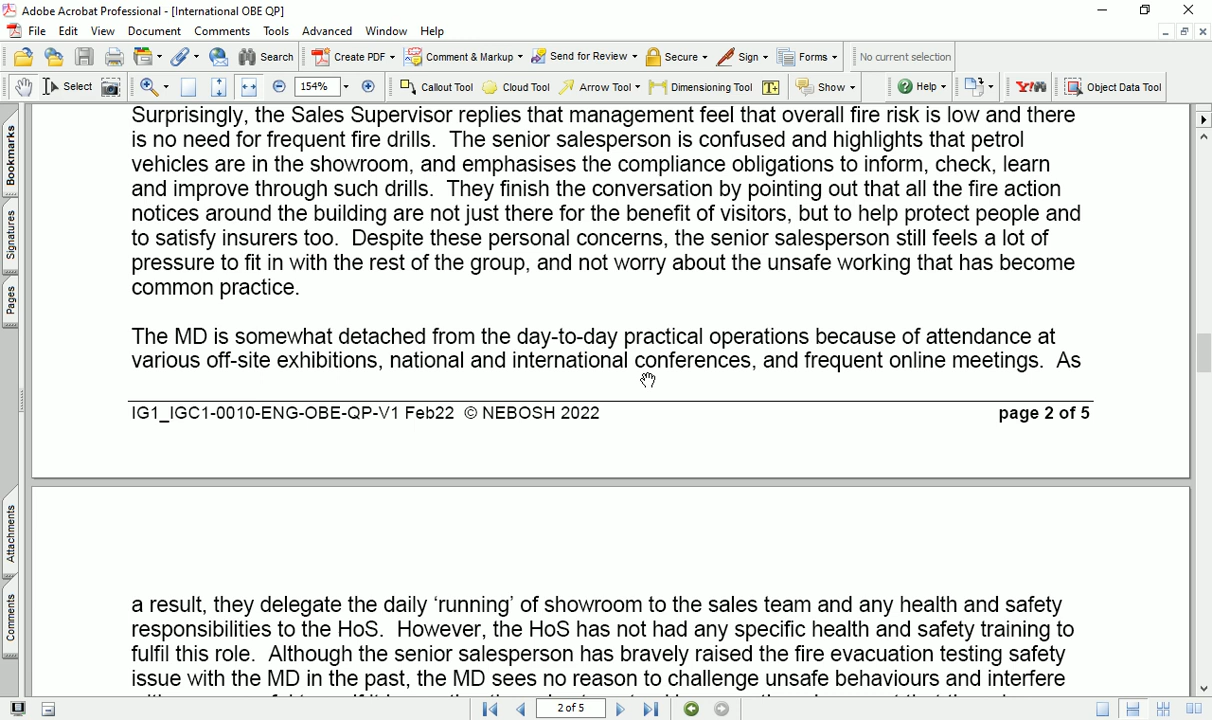 Adobe Acrobat Professional - [International OBE QP]
File Edit View Document Comments Tools Advanced Window Help
Search Create PDF Comment & Markup Send for Review Secure Sign Forms No current selection
Select 154% Callout Tool Cloud Tool Arrow Tool Dimensioning Tool Show Help Y! Object Data Tool
Bookmarks
Signatures
Pages
Attachments
Comments
Surprisingly, the Sales Supervisor replies that management feel that overall fire risk is low and there
is no need for frequent fire drills. The senior salesperson is confused and highlights that petrol
vehicles are in the showroom, and emphasises the compliance obligations to inform, check, learn
and improve through such drills. They finish the conversation by pointing out that all the fire action
notices around the building are not just there for the benefit of visitors, but to help protect people and
to satisfy insurers too. Despite these personal concerns, the senior salesperson still feels a lot of
pressure to fit in with the rest of the group, and not worry about the unsafe working that has become
common practice.
The MD is somewhat detached from the day-to-day practical operations because of attendance at
various off-site exhibitions, national and international conferences, and frequent online meetings. As
IG1_IGC1-0010-ENG-OBE-QP-V1 Feb22 © NEBOSH 2022 page 2 of 5
a result, they delegate the daily ‘running’ of showroom to the sales team and any health and safety
responsibilities to the HoS. However, the HoS has not had any specific health and safety training to
fulfil this role. Although the senior salesperson has bravely raised the fire evacuation testing safety
issue with the MD in the past, the MD sees no reason to challenge unsafe behaviours and interfere
2 of 5